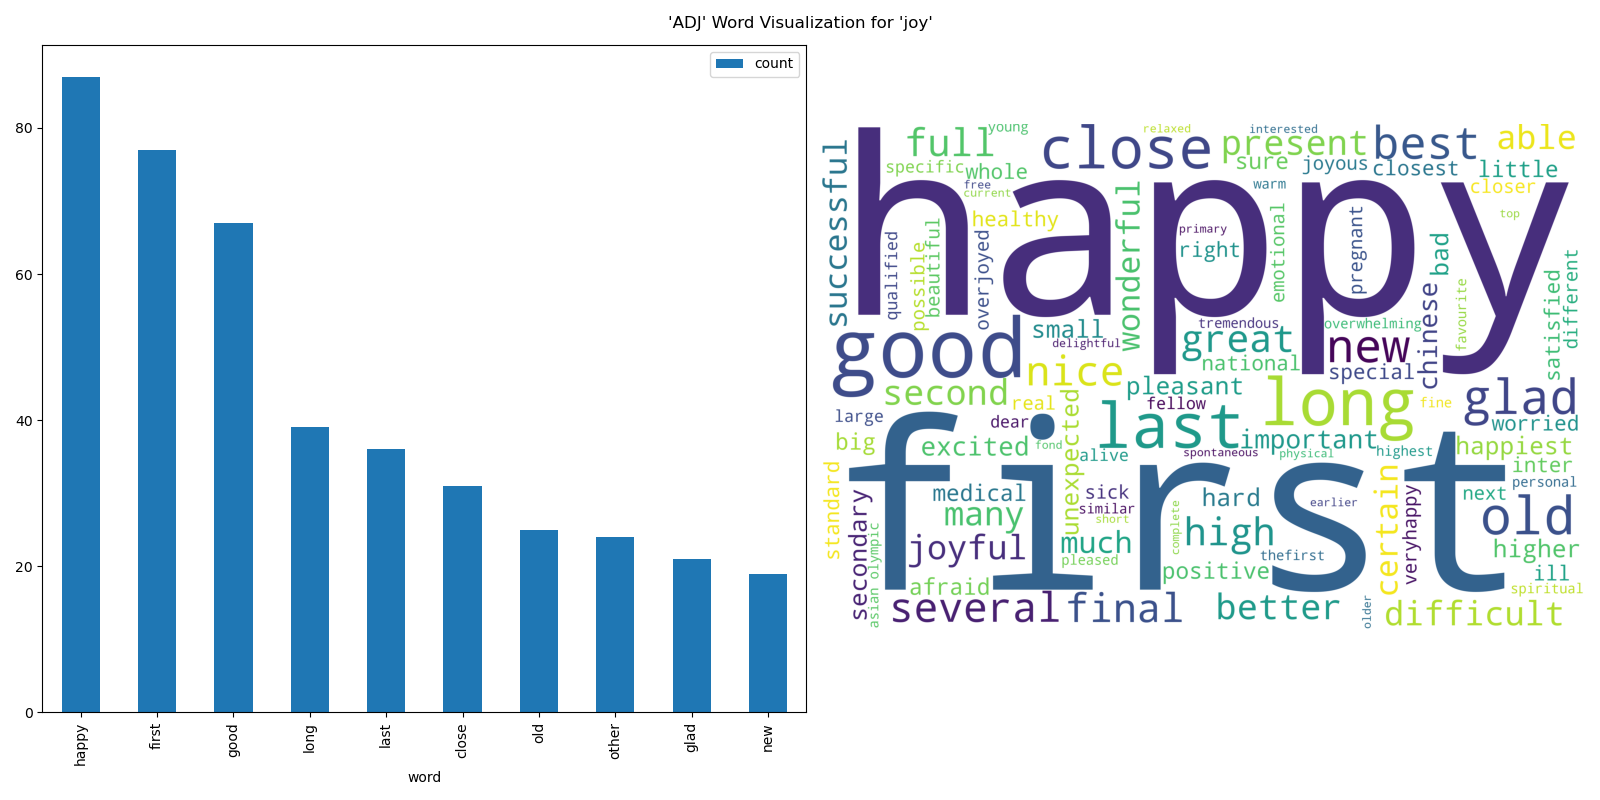 'ADJ' Word Visualization for 'joy'
count
80
60
40
20
0
happy
first
good
long
last
close
old
other
glad
new
word
young
relaxed
interested
full
close
present
best
able
successful
specific
whole
sure
joyous
closest
little
free
current
warm
closer
happy
healthy
wonderful
primary
right
emotional
pregnant
bad
top
qualified
possible
beautiful
overjoyed
satisfied
different
good
small
delightful
tremendous
overwhelming
great
new
chinese
favourite
nice
national
special
second
pleasant
long
glad
large
real
dear
unexpected
fellow
last
fine
worried
big
excited
fond
alive
important
happiest
first
spontaneous
physical
highest
inter
standard
secondary
medical
sick
hard
earlier
certain
veryhappy
next
personal
many
similar
short
complete
high
old
asian olympic
joyful
much
pleased
thefirst
higher
afraid
positive
ill
spiritual
several
final
better
older
difficult